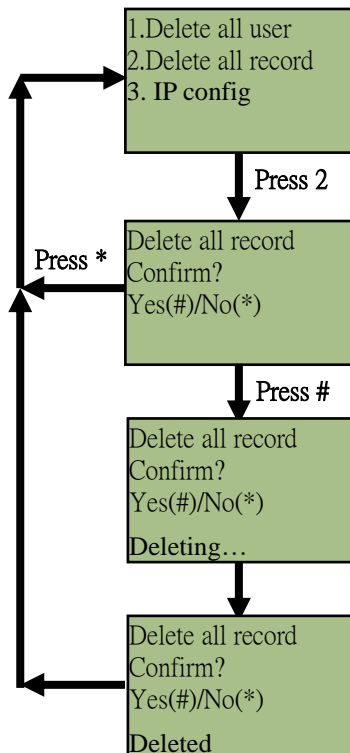 1.Delete all user
2.Delete all record
3. IP config
Press 2
Delete all record
Confirm?
Yes(#)/No(*)
Press *
Press #
Delete all record
Confirm?
Yes(#)/No(*)
Deleting…
Delete all record
Confirm?
Yes(#)/No(*)
Deleted